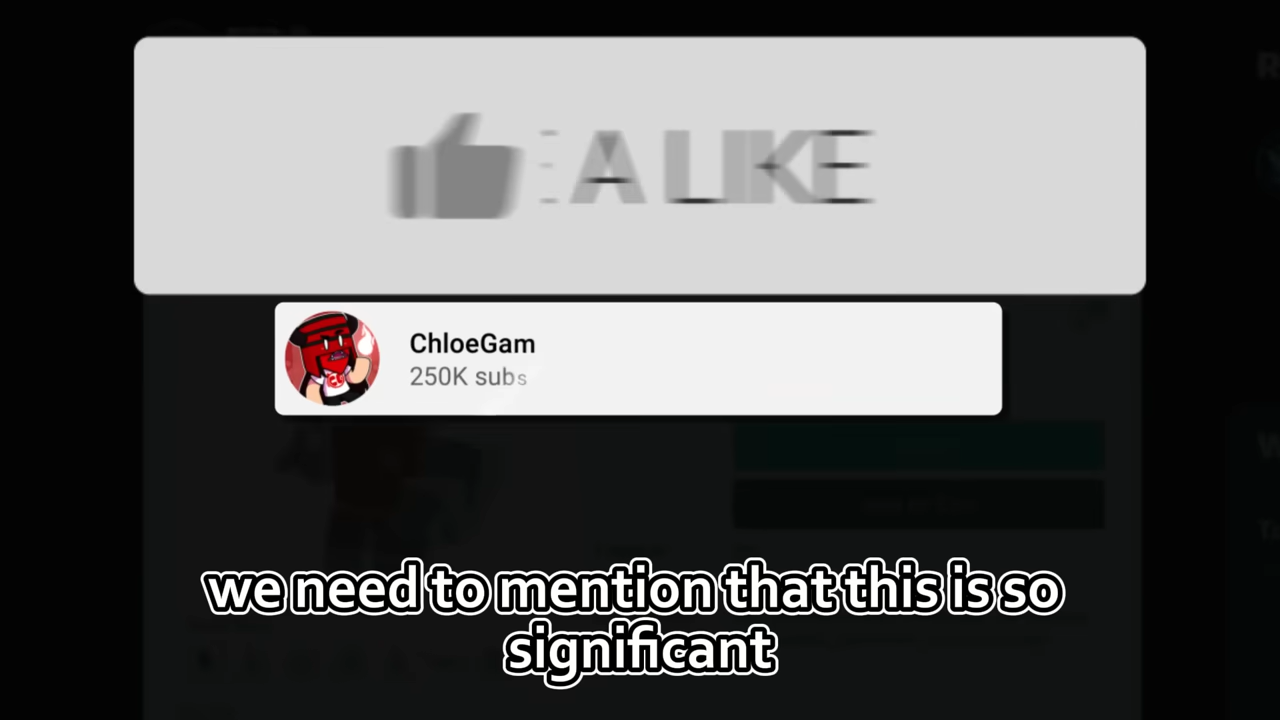 A LIKE
ChloeGam
250K subs
we need to mention that this is so
significant